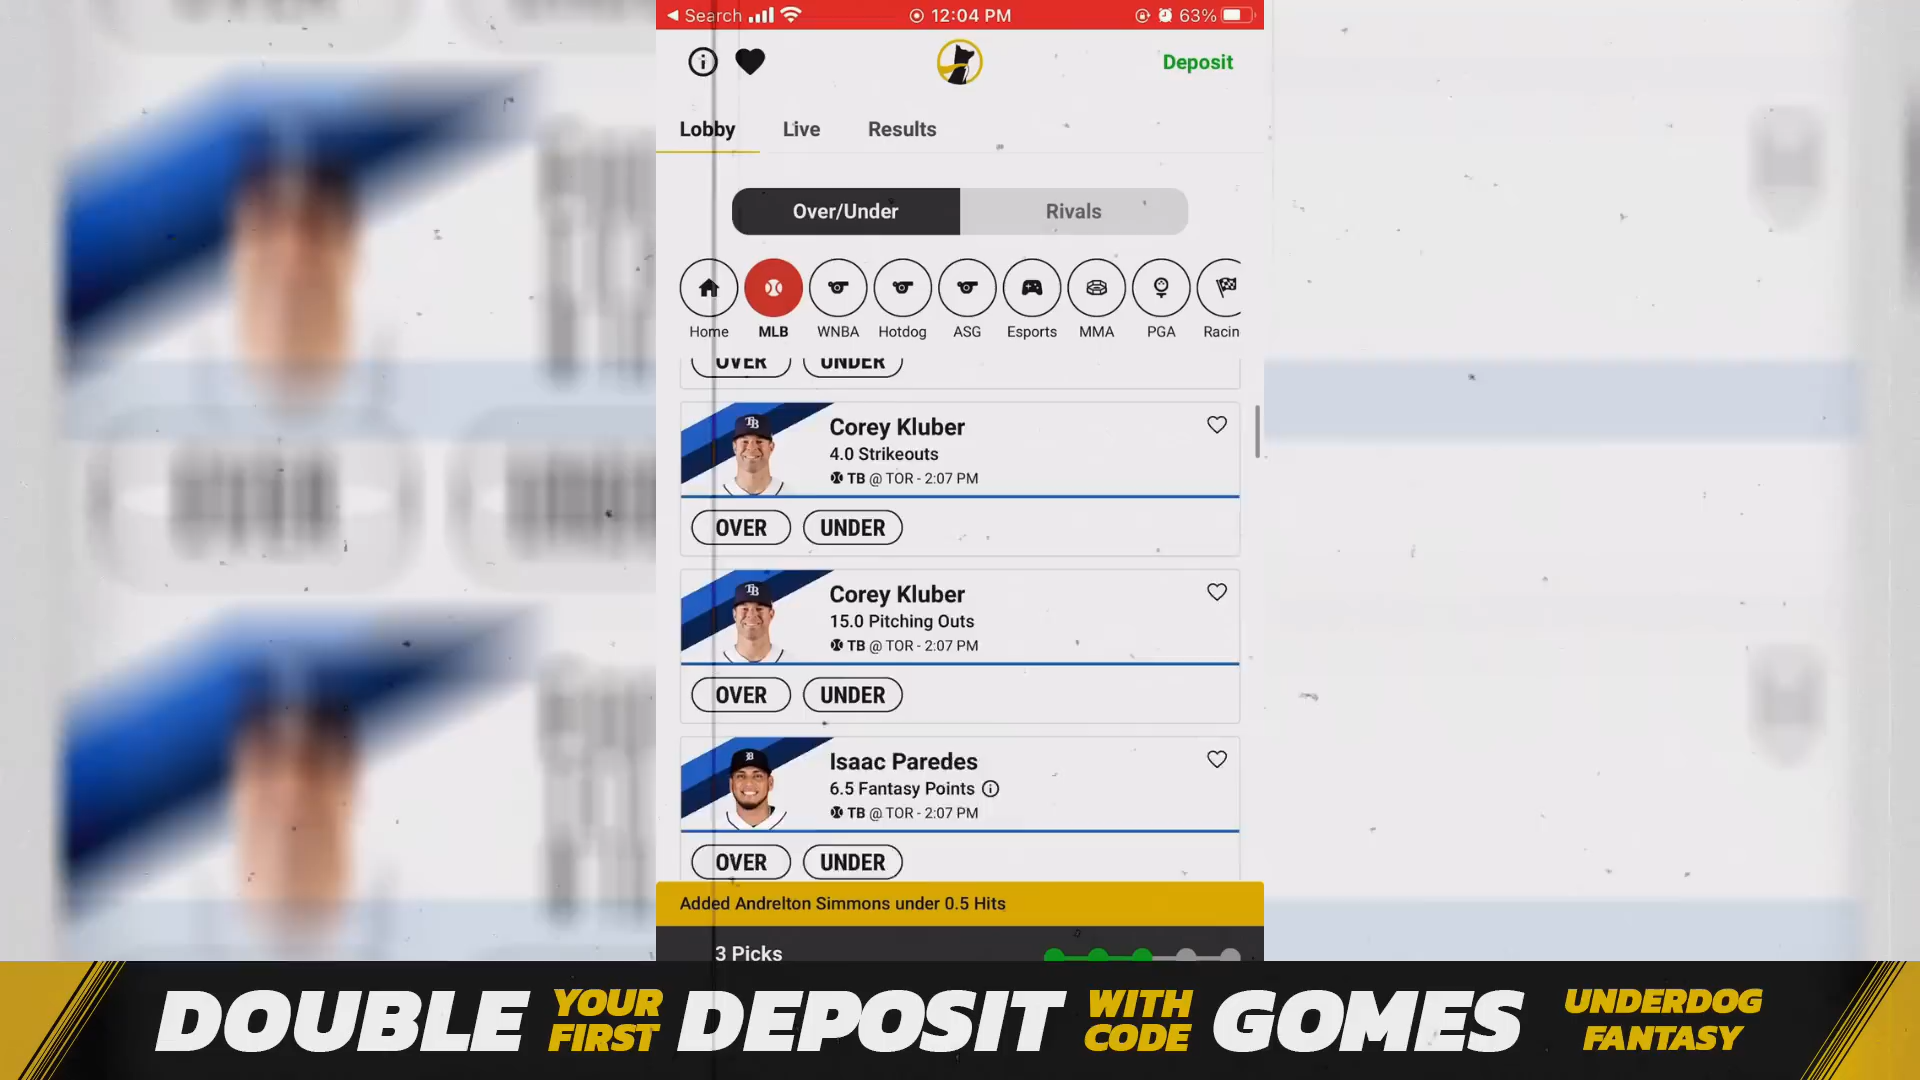 Search
12:04 PM
63%
Deposit
Lobby Live Results
Over/Under Rivals
Home MLB WNBA Hotdog ASG Esports MMA PGA Racin
OVER UNDER
Corey Kluber
4.0 Strikeouts
TB @ TOR - 2:07 PM
OVER UNDER
Corey Kluber
15.0 Pitching Outs
TB @ TOR - 2:07 PM
OVER UNDER
Isaac Paredes
6.5 Fantasy Points
TB @ TOR - 2:07 PM
OVER UNDER
Added Andrelton Simmons under 0.5 Hits
3 Picks
DOUBLE YOUR FIRST DEPOSIT WITH CODE GOMES UNDERDOG FANTASY